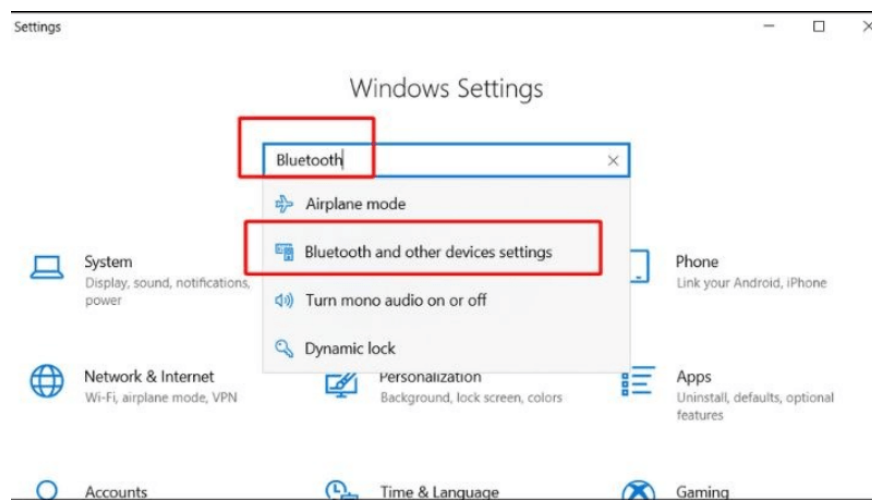 Settings
Windows Settings
Bluetooth
Airplane mode
Bluetooth and other devices settings
Turn mono audio on or off
Dynamic lock
System
Display, sound, notifications,
power
Phone
Link your Android, iPhone
Network & Internet
Wi-Fi, airplane mode, VPN
Personalization
Background, lock screen, colors
Apps
Uninstall, defaults, optional
features
Accounts
Time & Language
Gaming